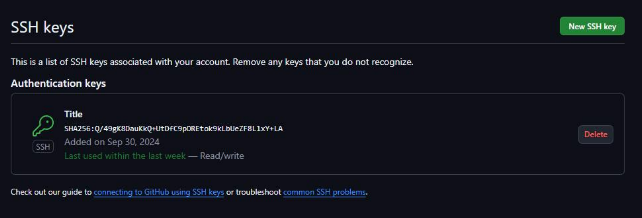 SSH keys
New SSH key
This is a list of SSH keys associated with your account. Remove any keys that you do not recognize.
Authentication keys
Title
SHA256:Q/49gK8DauKkQ+UtDfC9pOREtok9kLbUeZF8L1xY+LA
Added on Sep 30, 2024
Last used within the last week — Read/write
SSH
Delete
Check out our guide to connecting to GitHub using SSH keys or troubleshoot common SSH problems.